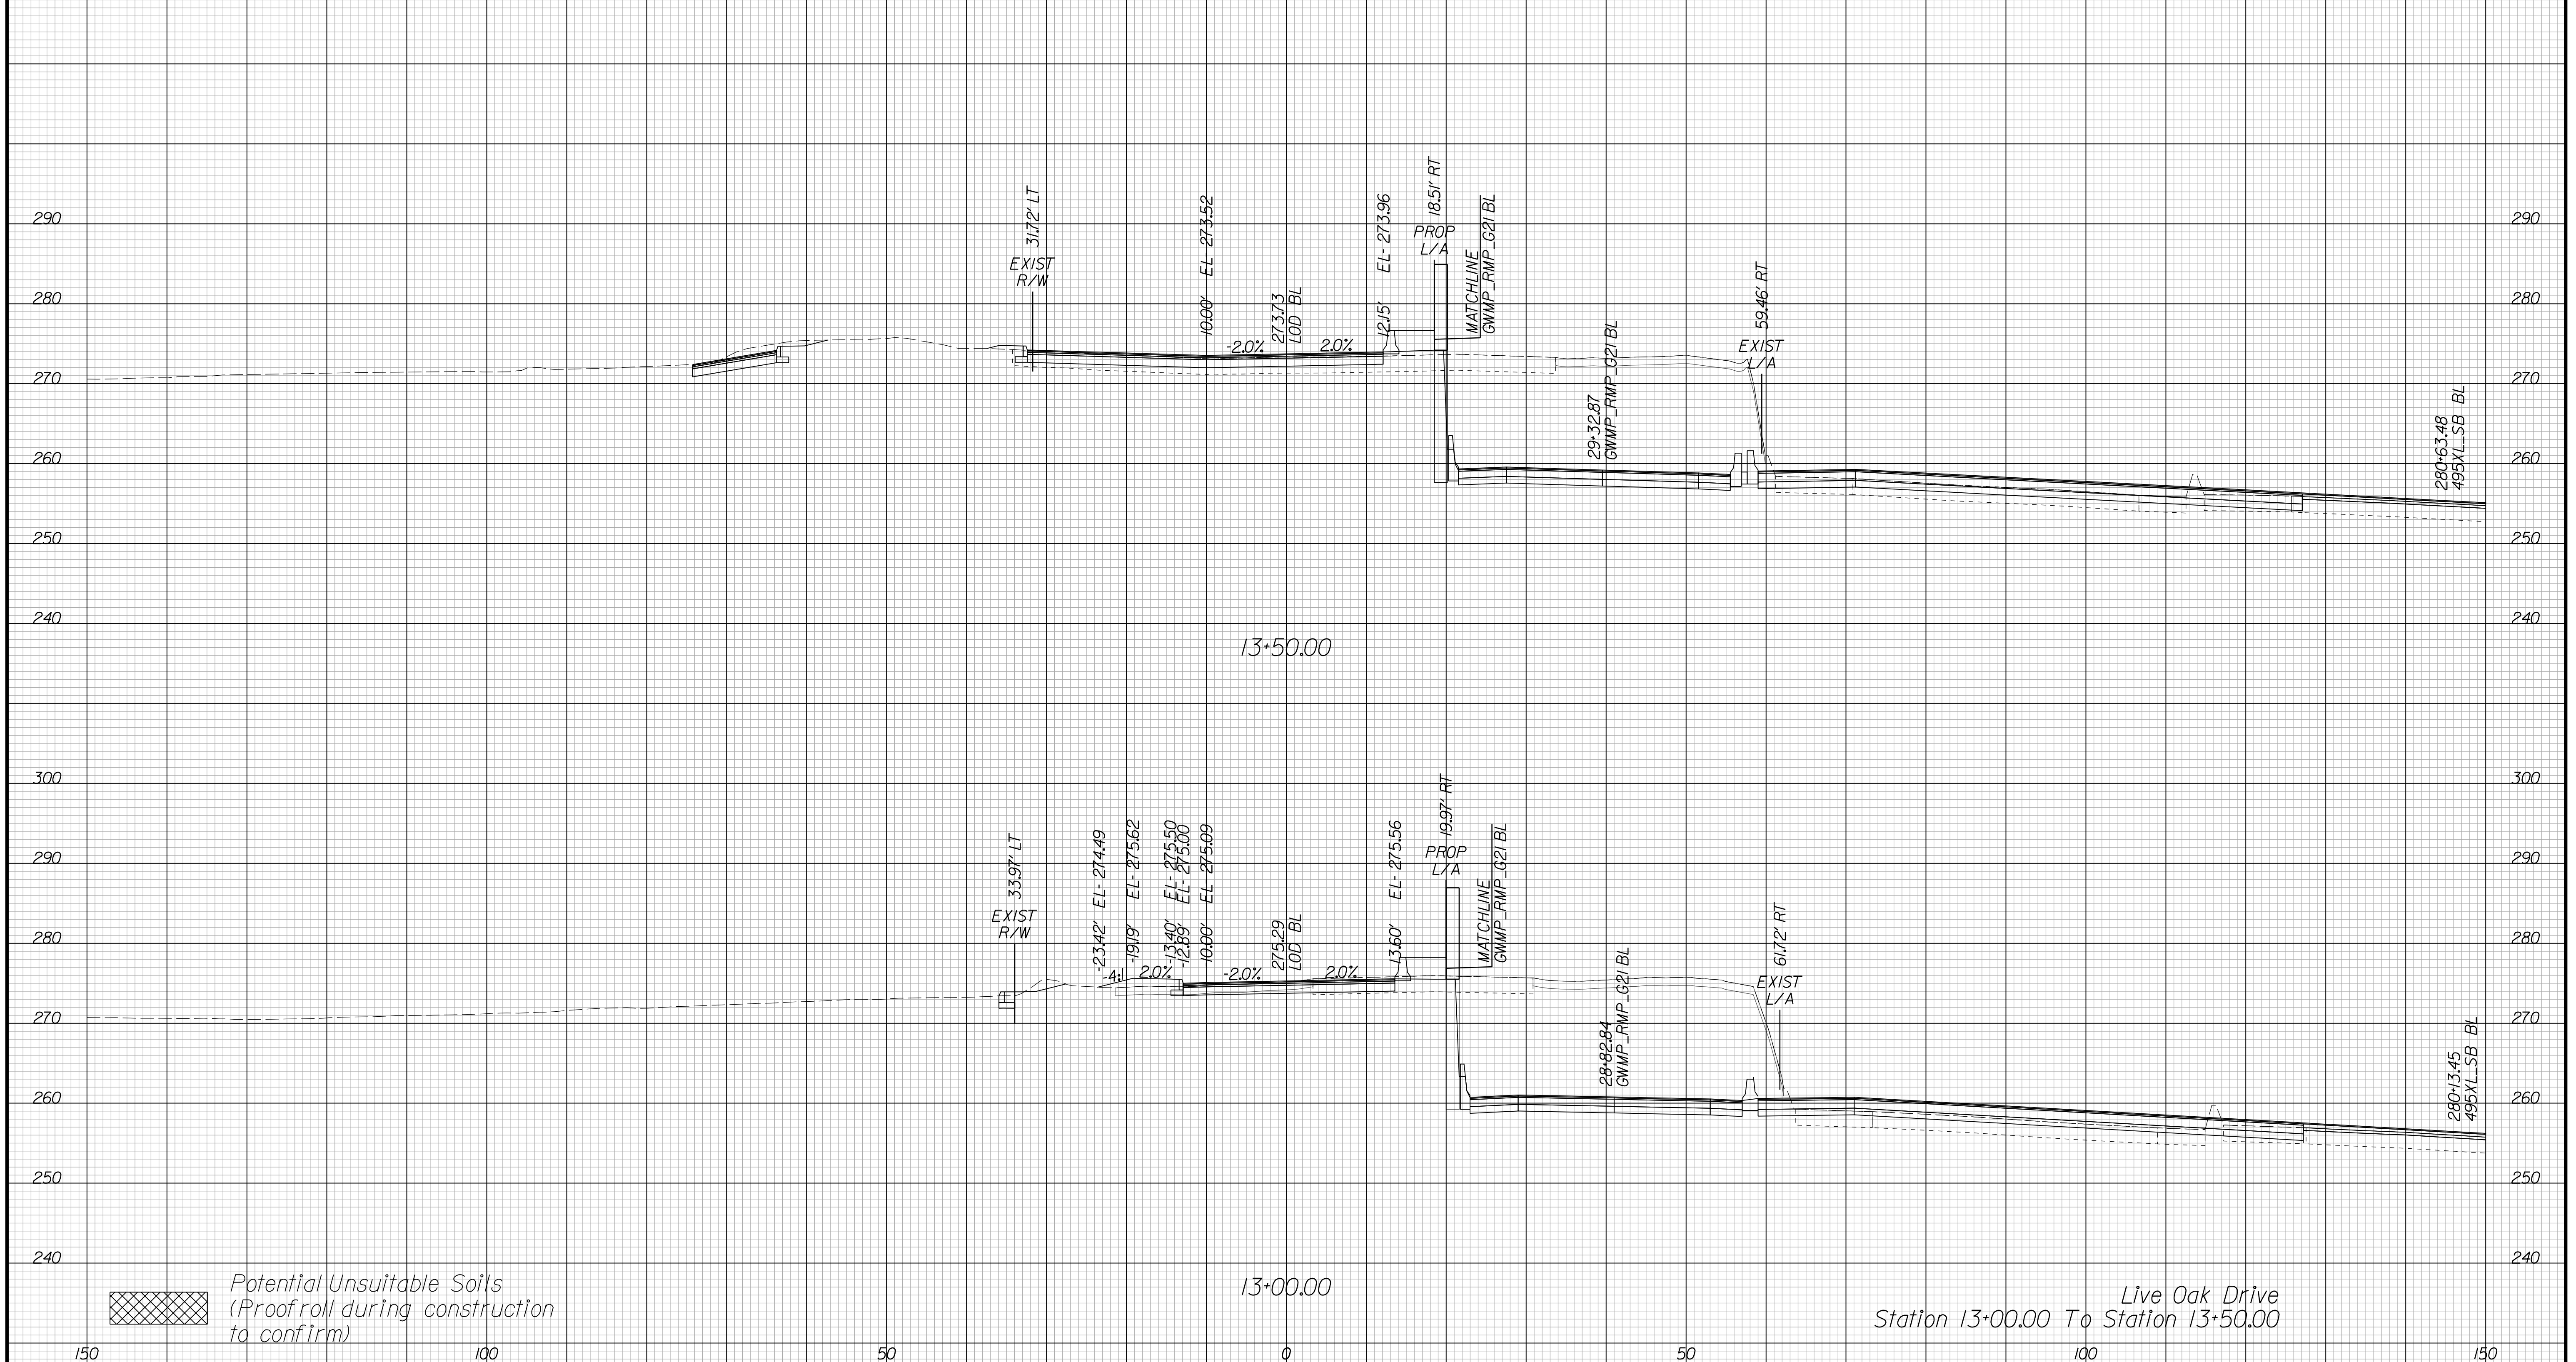 290
280
270
260
250
240
290
280
270
260
250
240
31.72' LT
EXIST
R/W
10.00' EL 273.52
273.73
LOD BL
-2.0%
2.0%
12.15' EL- 273.96
18.51' RT
PROP
L/A
MATCHLINE
GWMP_RMP_G21 BL
29+32.87
GWMP_RMP_G21 BL
59.46' RT
EXIST
L/A
280+63.48
495XL_SB BL
13+50.00
300
290
280
270
260
250
240
300
290
280
270
260
250
240
33.97' LT
EXIST
R/W
-23.42' EL- 274.49
-19.19' EL- 275.62
-13.40' EL- 275.50
-12.89' EL- 275.00
10.00' EL 275.09
-4:1
2.0%
-2.0%
2.0%
275.29
LOD BL
13.60' EL- 275.56
19.97' RT
PROP
L/A
MATCHLINE
GWMP_RMP_G21 BL
28+82.84
GWMP_RMP_G21 BL
61.72' RT
EXIST
L/A
280+13.45
495XL_SB BL
13+00.00
Potential Unsuitable Soils
(Proofroll during construction
to confirm)
Live Oak Drive
Station 13+00.00 To Station 13+50.00
150 100 50 0 50 100 150